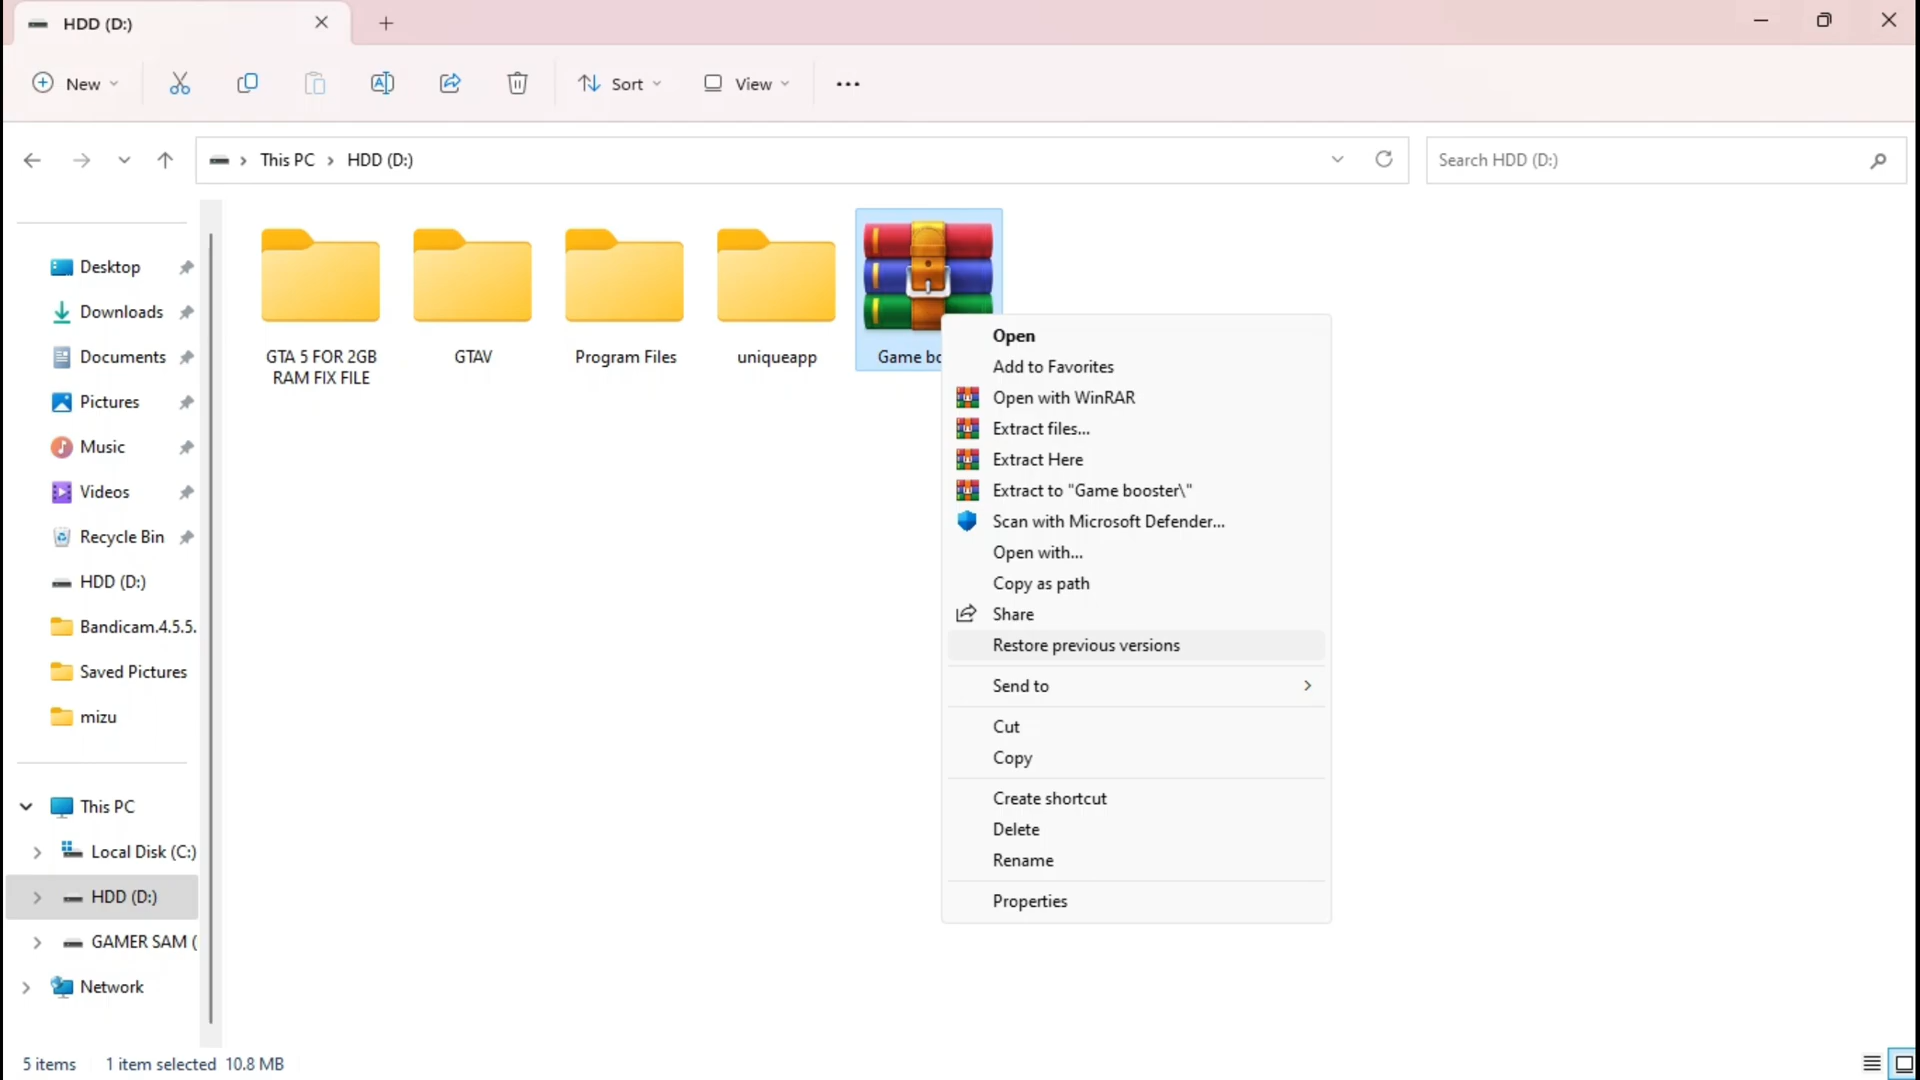 HDD (D:)
New
Sort
View
This PC > HDD (D:)
Search HDD (D:)
Desktop
Downloads
Documents
Pictures
Music
Videos
Recycle Bin
HDD (D:)
Bandicam.4.5.5.
Saved Pictures
mizu
This PC
Local Disk (C:)
HDD (D:)
GAMER SAM (
Network
GTA 5 FOR 2GB
RAM FIX FILE
GTAV
Program Files
uniqueapp
Game bo
Open
Add to Favorites
Open with WinRAR
Extract files...
Extract Here
Extract to "Game booster\"
Scan with Microsoft Defender...
Open with...
Copy as path
Share
Restore previous versions
Send to
Cut
Copy
Create shortcut
Delete
Rename
Properties
5 items 1 item selected 10.8 MB